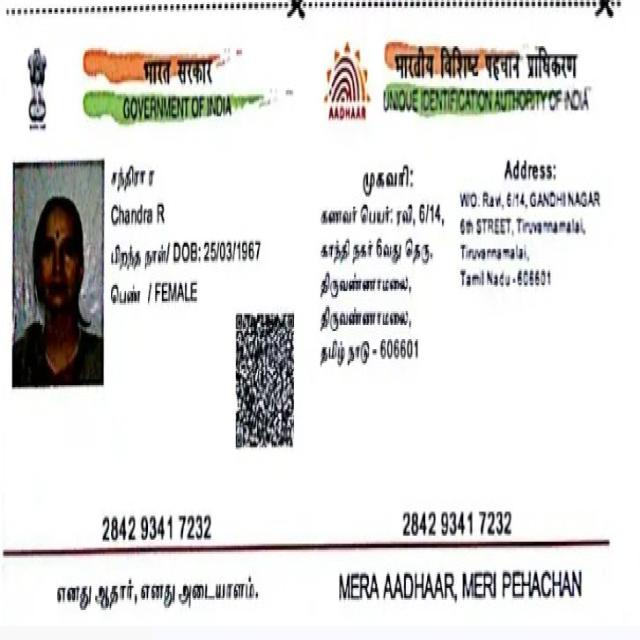 भारत सरकार
GOVERNMENT OF INDIA
சந்திரா ர
Chandra R
பிறந்த நாள்/ DOB: 25/03/1967
பெண் / FEMALE
2842 9341 7232
எனது ஆதார், எனது அடையாளம்.
भारतीय विशिष्ट पहचान प्राधिकरण
UNIQUE IDENTIFICATION AUTHORITY OF INDIA
AADHAAR
முகவரி:
கணவர் பெயர்: ரவி, 6/14,
காந்தி நகர் 6வது தெரு,
திருவண்ணாமலை,
திருவண்ணாமலை,
தமிழ் நாடு - 606601
Address:
W/O. Ravi, 6/14, GANDHI NAGAR
6th STREET, Tiruvannamalai,
Tiruvannamalai,
Tamil Nadu - 606601
2842 9341 7232
MERA AADHAAR, MERI PEHACHAN